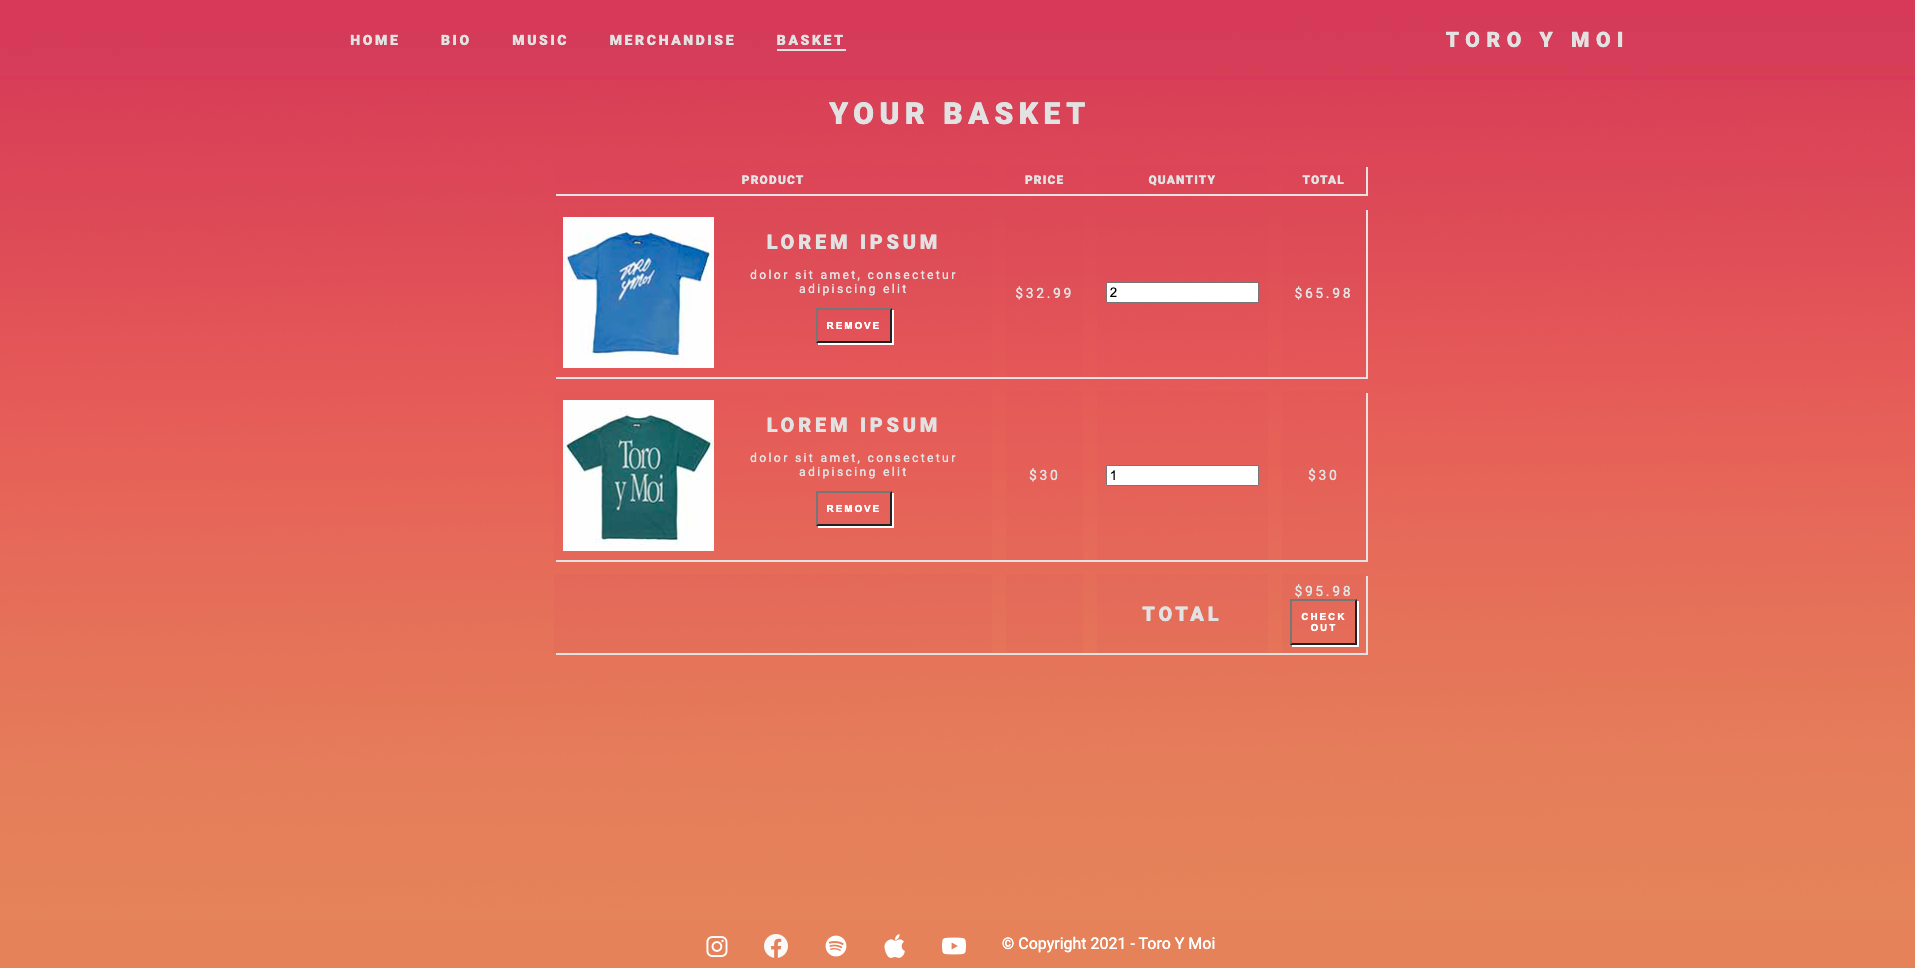 HOME BIO MUSIC MERCHANDISE BASKET TORO Y MOI
YOUR BASKET
PRODUCT PRICE QUANTITY TOTAL
TORO
Y Moi
LOREM IPSUM
dolor sit amet, consectetur
adipiscing elit
REMOVE
$32.99 2 $65.98
Toro
y Moi
LOREM IPSUM
dolor sit amet, consectetur
adipiscing elit
REMOVE
$30 1 $30
TOTAL
$95.98
CHECK
OUT
© Copyright 2021 - Toro Y Moi